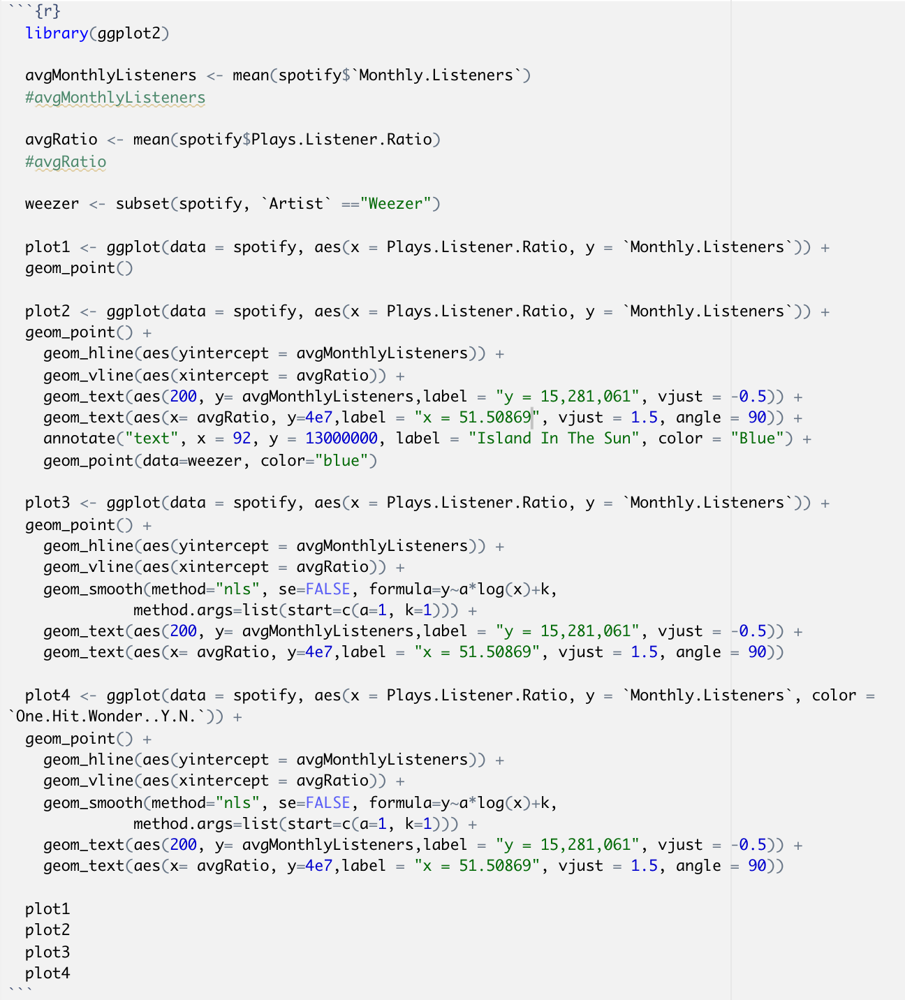 ```{r}
library(ggplot2)
avgMonthlyListeners <- mean(spotify$`Monthly.Listeners`)
#avgMonthlyListeners
avgRatio <- mean(spotify$Plays.Listener.Ratio)
#avgRatio
weezer <- subset(spotify, `Artist` =="Weezer")
plot1 <- ggplot(data = spotify, aes(x = Plays.Listener.Ratio, y = `Monthly.Listeners`)) +
geom_point()
plot2 <- ggplot(data = spotify, aes(x = Plays.Listener.Ratio, y = `Monthly.Listeners`)) +
geom_point() +
geom_hline(aes(yintercept = avgMonthlyListeners)) +
geom_vline(aes(xintercept = avgRatio)) +
geom_text(aes(200, y= avgMonthlyListeners,label = "y = 15,281,061", vjust = -0.5)) +
geom_text(aes(x= avgRatio, y=4e7,label = "x = 51.50869", vjust = 1.5, angle = 90)) +
annotate("text", x = 92, y = 13000000, label = "Island In The Sun", color = "Blue") +
geom_point(data=weezer, color="blue")
plot3 <- ggplot(data = spotify, aes(x = Plays.Listener.Ratio, y = `Monthly.Listeners`)) +
geom_point() +
geom_hline(aes(yintercept = avgMonthlyListeners)) +
geom_vline(aes(xintercept = avgRatio)) +
geom_smooth(method="nls", se=FALSE, formula=y~a*log(x)+k,
method.args=list(start=c(a=1, k=1))) +
geom_text(aes(200, y= avgMonthlyListeners,label = "y = 15,281,061", vjust = -0.5)) +
geom_text(aes(x= avgRatio, y=4e7,label = "x = 51.50869", vjust = 1.5, angle = 90))
plot4 <- ggplot(data = spotify, aes(x = Plays.Listener.Ratio, y = `Monthly.Listeners`, color =
`One.Hit.Wonder..Y.N.`)) +
geom_point() +
geom_hline(aes(yintercept = avgMonthlyListeners)) +
geom_vline(aes(xintercept = avgRatio)) +
geom_smooth(method="nls", se=FALSE, formula=y~a*log(x)+k,
method.args=list(start=c(a=1, k=1))) +
geom_text(aes(200, y= avgMonthlyListeners,label = "y = 15,281,061", vjust = -0.5)) +
geom_text(aes(x= avgRatio, y=4e7,label = "x = 51.50869", vjust = 1.5, angle = 90))
plot1
plot2
plot3
plot4
```